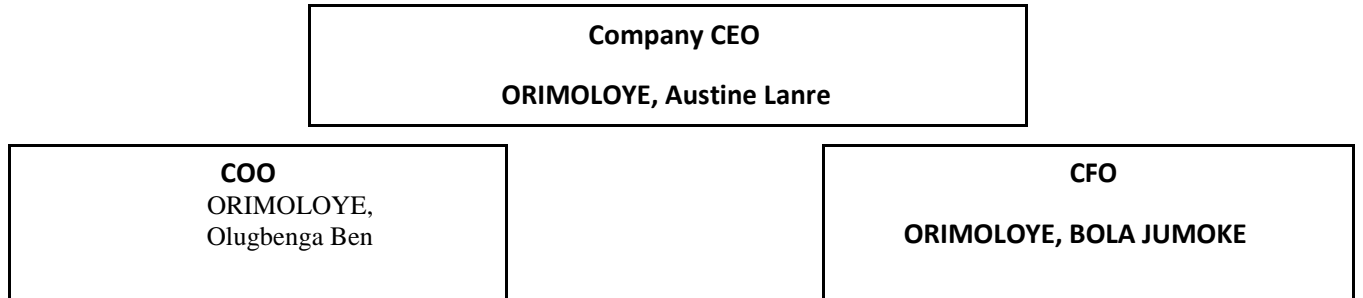 Company CEO
ORIMOLOYE, Austine Lanre
COO
ORIMOLOYE,
Olugbenga Ben
CFO
ORIMOLOYE, BOLA JUMOKE